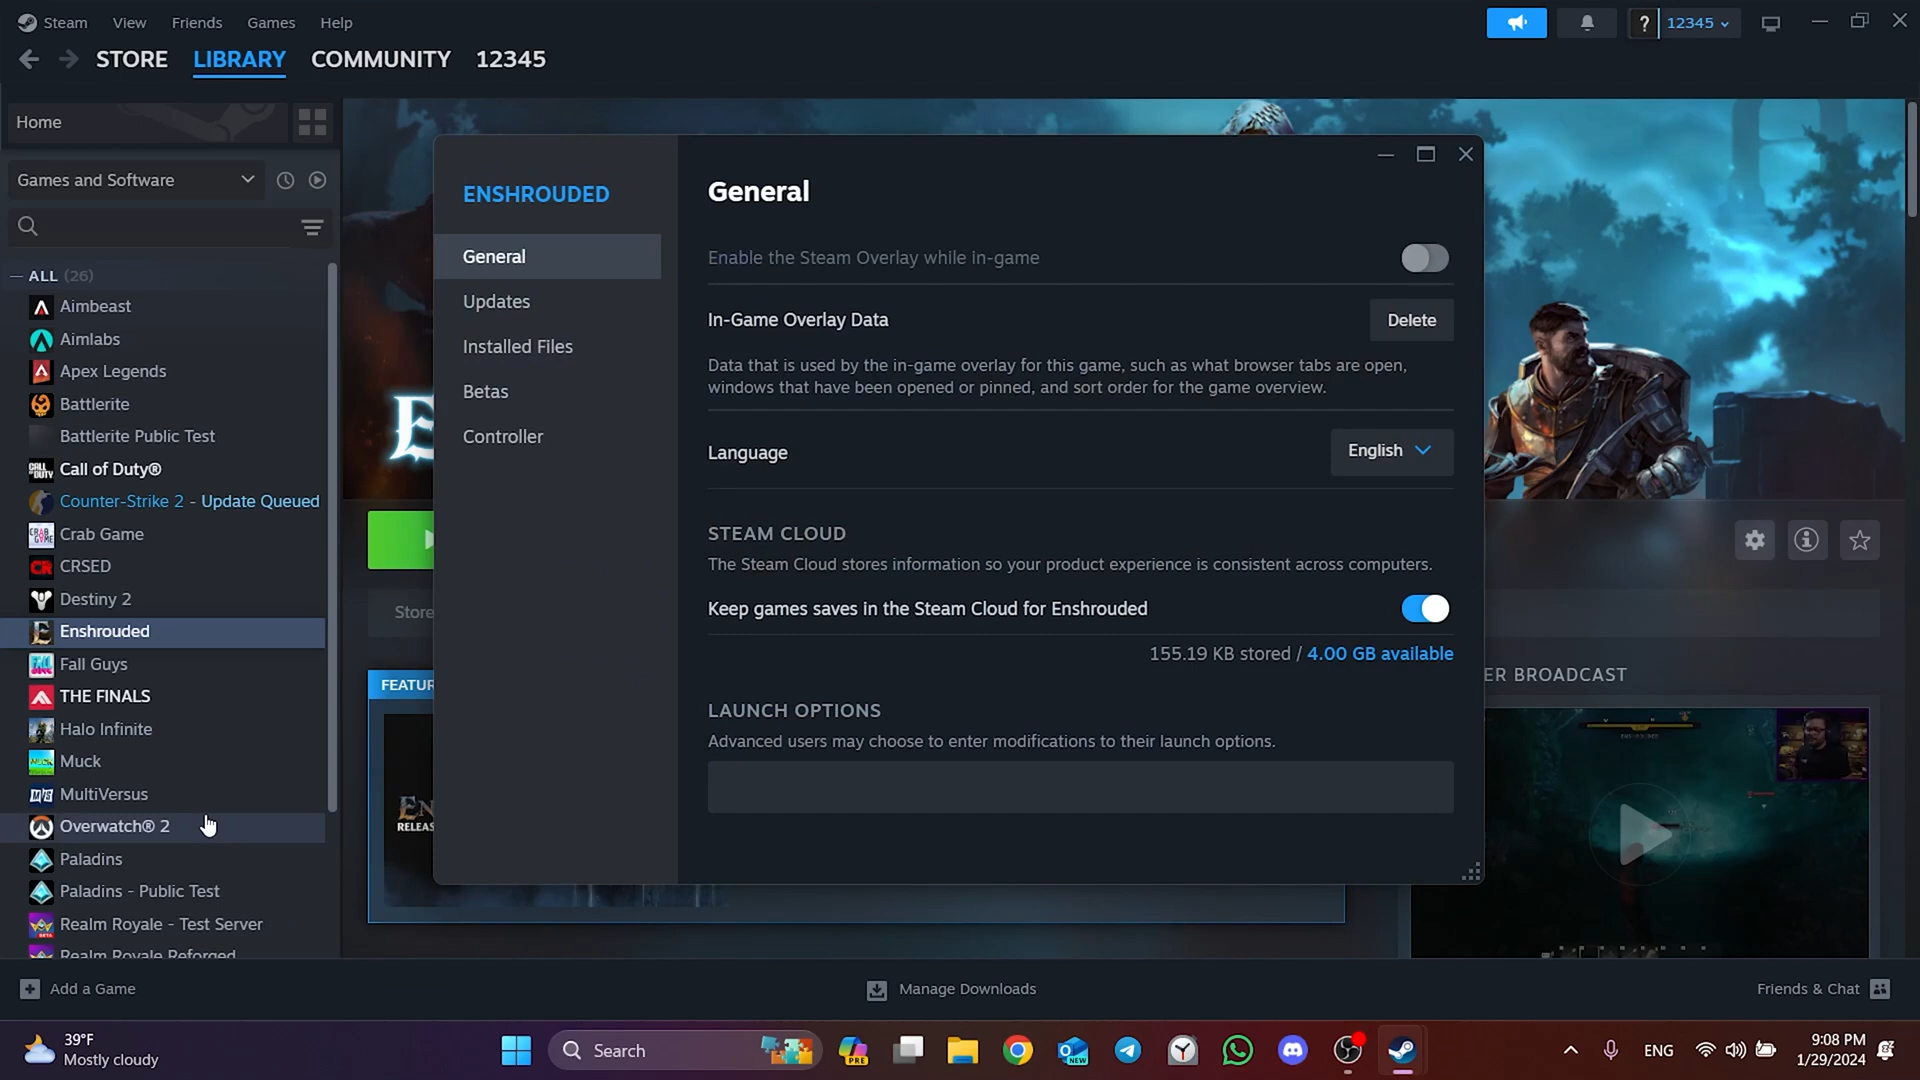 Steam View Friends Games Help
? 12345
STORE LIBRARY COMMUNITY 12345
Home
Games and Software
ALL (26)
Aimbeast
Aimlabs
Apex Legends
Battlerite
Battlerite Public Test
Call of Duty®
Counter-Strike 2 - Update Queued
Crab Game
CRSED
Destiny 2
Enshrouded
Fall Guys
THE FINALS
Halo Infinite
Muck
MultiVersus
Overwatch® 2
Paladins
Paladins - Public Test
Realm Royale - Test Server
Realm Royale Reforged
ENSHROUDED
General
Updates
Installed Files
Betas
Controller
General
Enable the Steam Overlay while in-game
In-Game Overlay Data
Delete
Data that is used by the in-game overlay for this game, such as what browser tabs are open,
windows that have been opened or pinned, and sort order for the game overview.
Language
English
STEAM CLOUD
The Steam Cloud stores information so your product experience is consistent across computers.
Keep games saves in the Steam Cloud for Enshrouded
155.19 KB stored / 4.00 GB available
LAUNCH OPTIONS
Advanced users may choose to enter modifications to their launch options.
Store
FEATUR
EN
RELEAS
ER BROADCAST
Add a Game
Manage Downloads
Friends & Chat
39°F
Mostly cloudy
Search
PRE
NEW
ENG
9:08 PM
1/29/2024